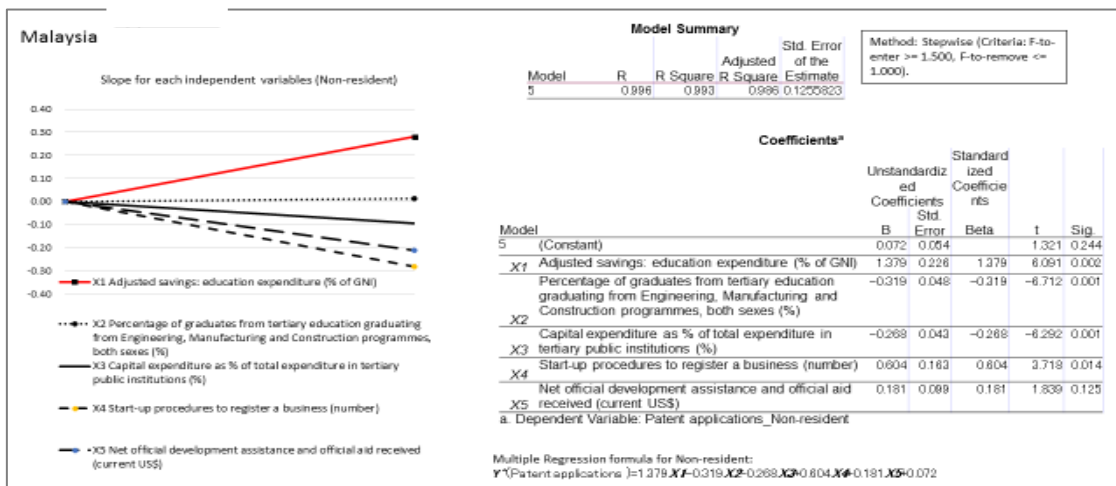 Malaysia
Slope for each independent variables (Non-resident)
0.40
0.30
0.20
0.10
0.00
-0.10
-0.20
-0.30
-0.40
X1 Adjusted savings: education expenditure (% of GNI)
X2 Percentage of graduates from tertiary education graduating
from Engineering, Manufacturing and Construction programmes,
both sexes (%)
X3 Capital expenditure as % of total expenditure in tertiary
public institutions (%)
X4 Start-up procedures to register a business (number)
X5 Net official development assistance and official aid received
(current US$)
Model Summary
Model R R Square Adjusted R Square Std. Error of the Estimate
5 0.996 0.993 0.986 0.1255823
Method: Stepwise (Criteria: F-to-
enter >= 1.500, F-to-remove <=
1.000).
Coefficientsª
Unstandardized Coefficients Standardized Coefficients
Model B Std. Error Beta t Sig.
5 (Constant) 0.072 0.054 1.321 0.244
X1 Adjusted savings: education expenditure (% of GNI) 1.379 0.226 1.379 6.091 0.002
X2 Percentage of graduates from tertiary education graduating from Engineering, Manufacturing and Construction programmes, both sexes (%) −0.319 0.048 −0.319 −6.712 0.001
X3 Capital expenditure as % of total expenditure in tertiary public institutions (%) −0.268 0.043 −0.268 −6.292 0.001
X4 Start-up procedures to register a business (number) 0.604 0.163 0.604 3.718 0.014
X5 Net official development assistance and official aid received (current US$) 0.181 0.099 0.181 1.839 0.125
a. Dependent Variable: Patent applications_Non-resident
Multiple Regression formula for Non-resident:
Y^(Patent applications )=1.379X1-0.319X2-0.268X3+0.604X4+0.181X5+0.072